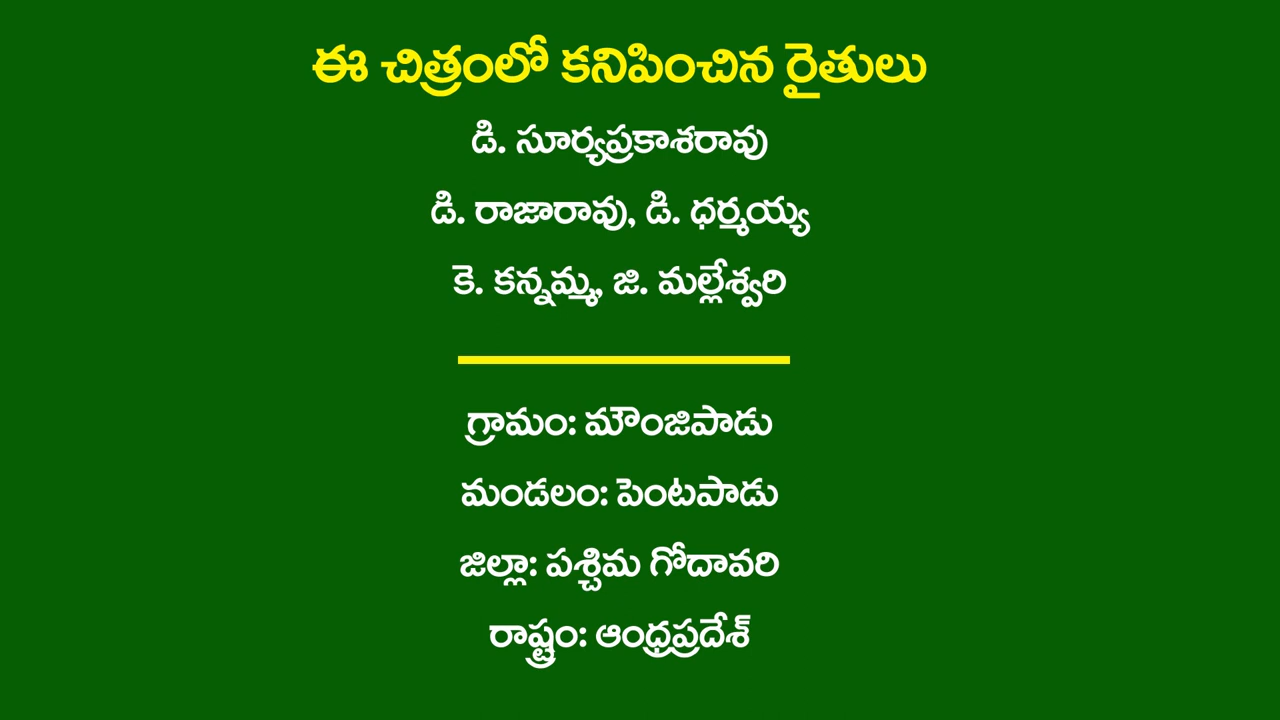 ఈ చిత్రంలో కనిపించిన రైతులు
డి. సూర్యప్రకాశరావు
డి. రాజారావు, డి. ధర్మయ్య
కె. కన్నమ్మ, జి. మల్లేశ్వరి
గ్రామం: మౌంజిపాడు
మండలం: పెంటపాడు
జిల్లా: పశ్చిమ గోదావరి
రాష్ట్రం: ఆంధ్రప్రదేశ్